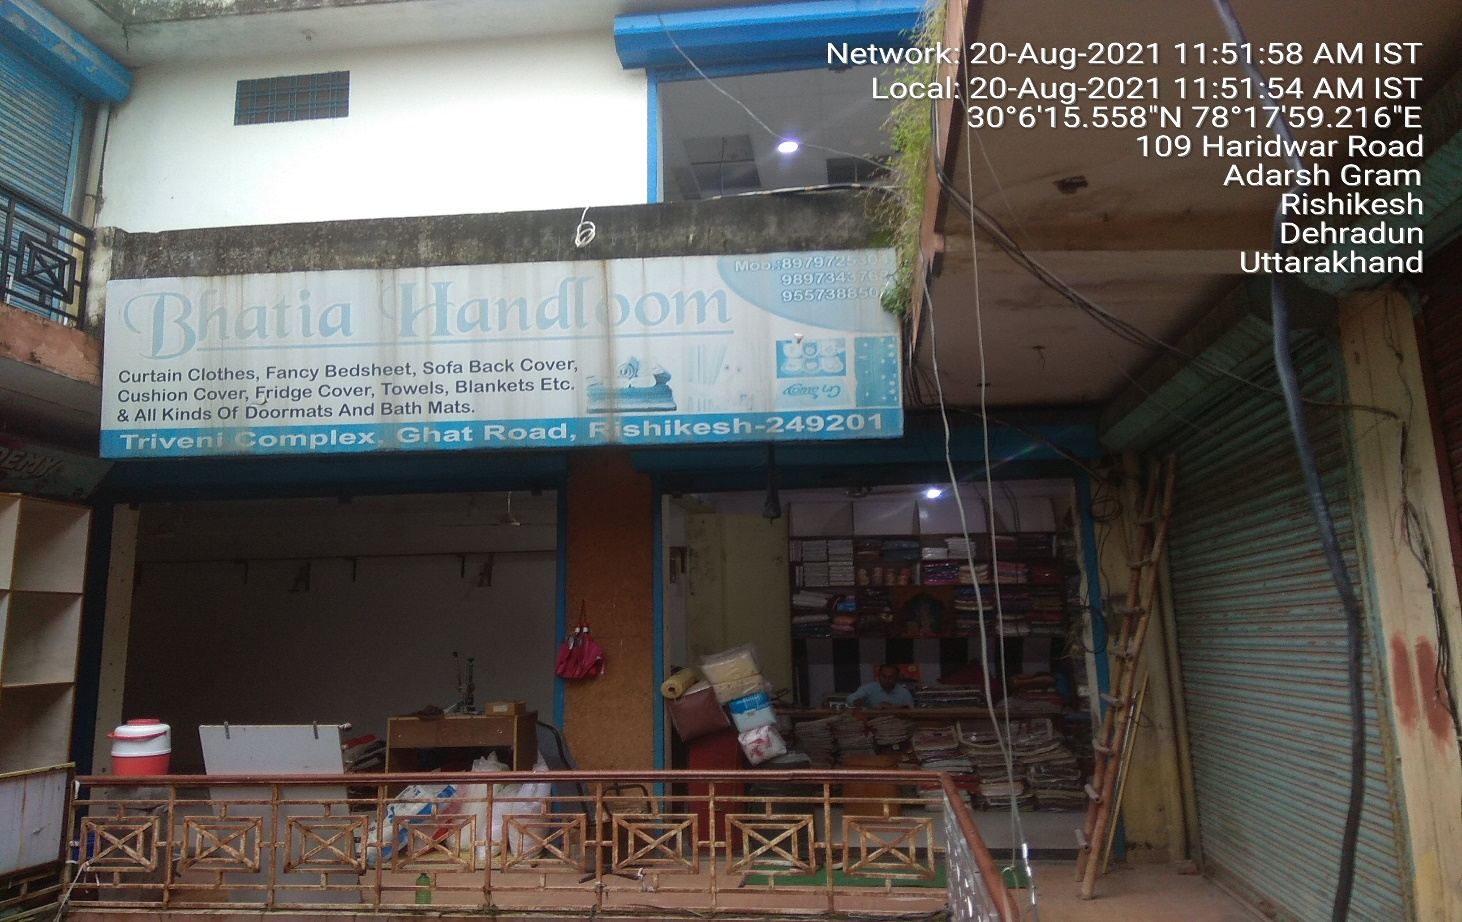 Network: 20-Aug-2021 11:51:58 AM IST
Local: 20-Aug-2021 11:51:54 AM IST
30°6'15.558"N 78°17'59.216"E
109 Haridwar Road
Adarsh Gram
Rishikesh
Dehradun
Uttarakhand
Bhatia Handloom
Curtain Clothes, Fancy Bedsheet, Sofa Back Cover,
Cushion Cover, Fridge Cover, Towels, Blankets Etc.
& All Kinds Of Doormats And Bath Mats.
Triveni Complex, Ghat Road, Rishikesh-249201